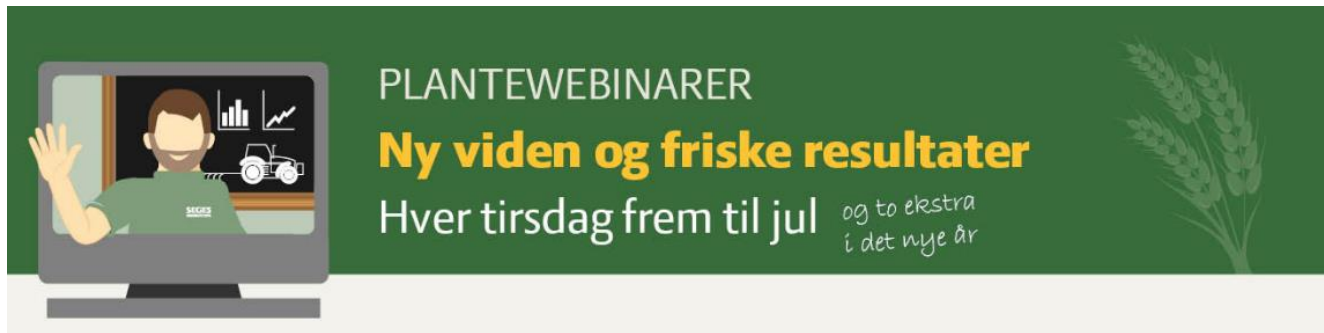 PLANTEWEBINARER
Ny viden og friske resultater
Hver tirsdag frem til jul
og to ekstra
i det nye år
SEGES